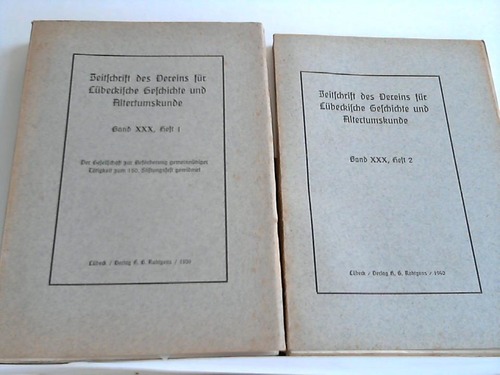 Zeitschrift des Vereins für
Lübeckische Geschichte und
Altertumskunde
Band XXX, Heft 1
Der Gesellschaft zur Beförderung gemeinnütziger
Tätigkeit zum 150. Stiftungsfest gewidmet
Lübeck / Verlag R. G. Rahtgens /
Zeitschrift des Vereins für
Lübeckische Geschichte und
Altertumskunde
Band XXX, Heft 2
Lübeck / Verlag R. G. Rahtgens / 1940